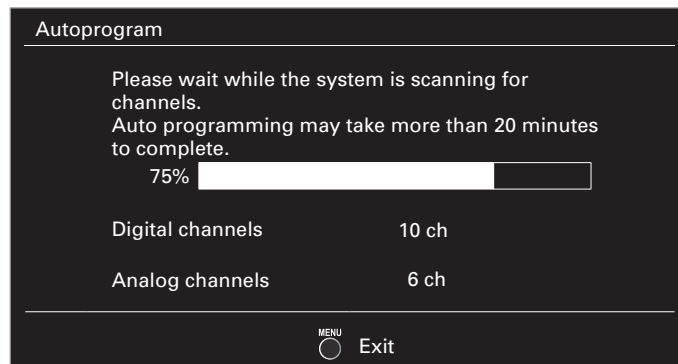 Autoprogram
Please wait while the system is scanning for
channels.
Auto programming may take more than 20 minutes
to complete.
75%
Digital channels 10 ch
Analog channels 6 ch
MENU Exit